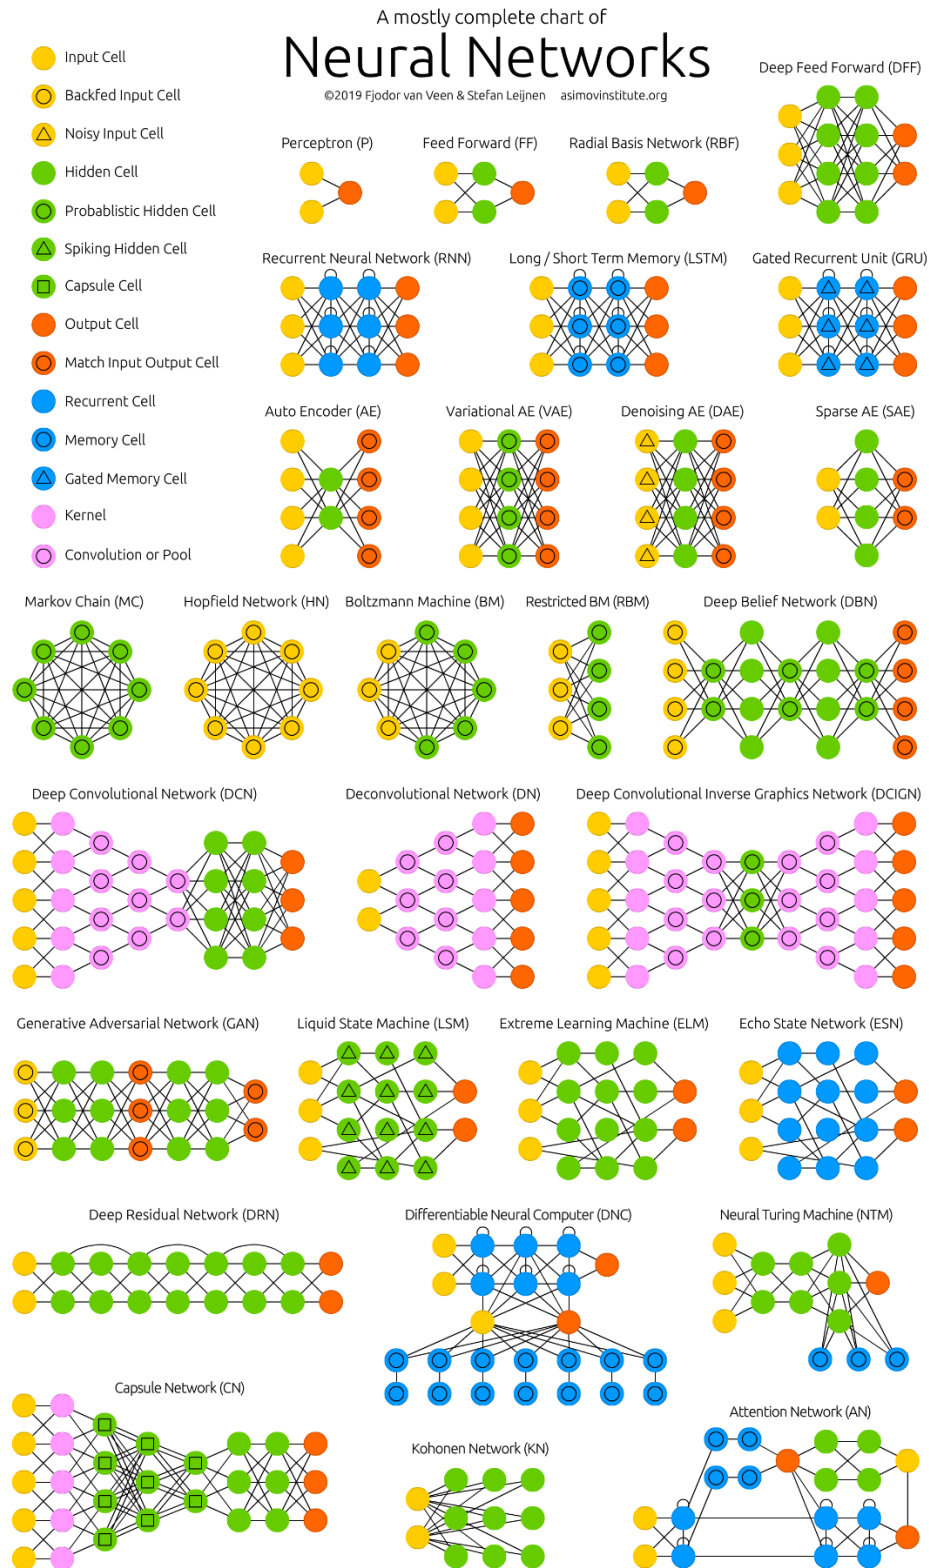 A mostly complete chart of
Neural Networks
©2019 Fjodor van Veen & Stefan Leijnen asimovinstitute.org
Input Cell
Backfed Input Cell
Noisy Input Cell
Hidden Cell
Probablistic Hidden Cell
Spiking Hidden Cell
Capsule Cell
Output Cell
Match Input Output Cell
Recurrent Cell
Memory Cell
Gated Memory Cell
Kernel
Convolution or Pool
Deep Feed Forward (DFF)
Perceptron (P)
Feed Forward (FF)
Radial Basis Network (RBF)
Recurrent Neural Network (RNN)
Long / Short Term Memory (LSTM)
Gated Recurrent Unit (GRU)
Auto Encoder (AE)
Variational AE (VAE)
Denoising AE (DAE)
Sparse AE (SAE)
Markov Chain (MC)
Hopfield Network (HN)
Boltzmann Machine (BM)
Restricted BM (RBM)
Deep Belief Network (DBN)
Deep Convolutional Network (DCN)
Deconvolutional Network (DN)
Deep Convolutional Inverse Graphics Network (DCIGN)
Generative Adversarial Network (GAN)
Liquid State Machine (LSM)
Extreme Learning Machine (ELM)
Echo State Network (ESN)
Deep Residual Network (DRN)
Differentiable Neural Computer (DNC)
Neural Turing Machine (NTM)
Capsule Network (CN)
Kohonen Network (KN)
Attention Network (AN)